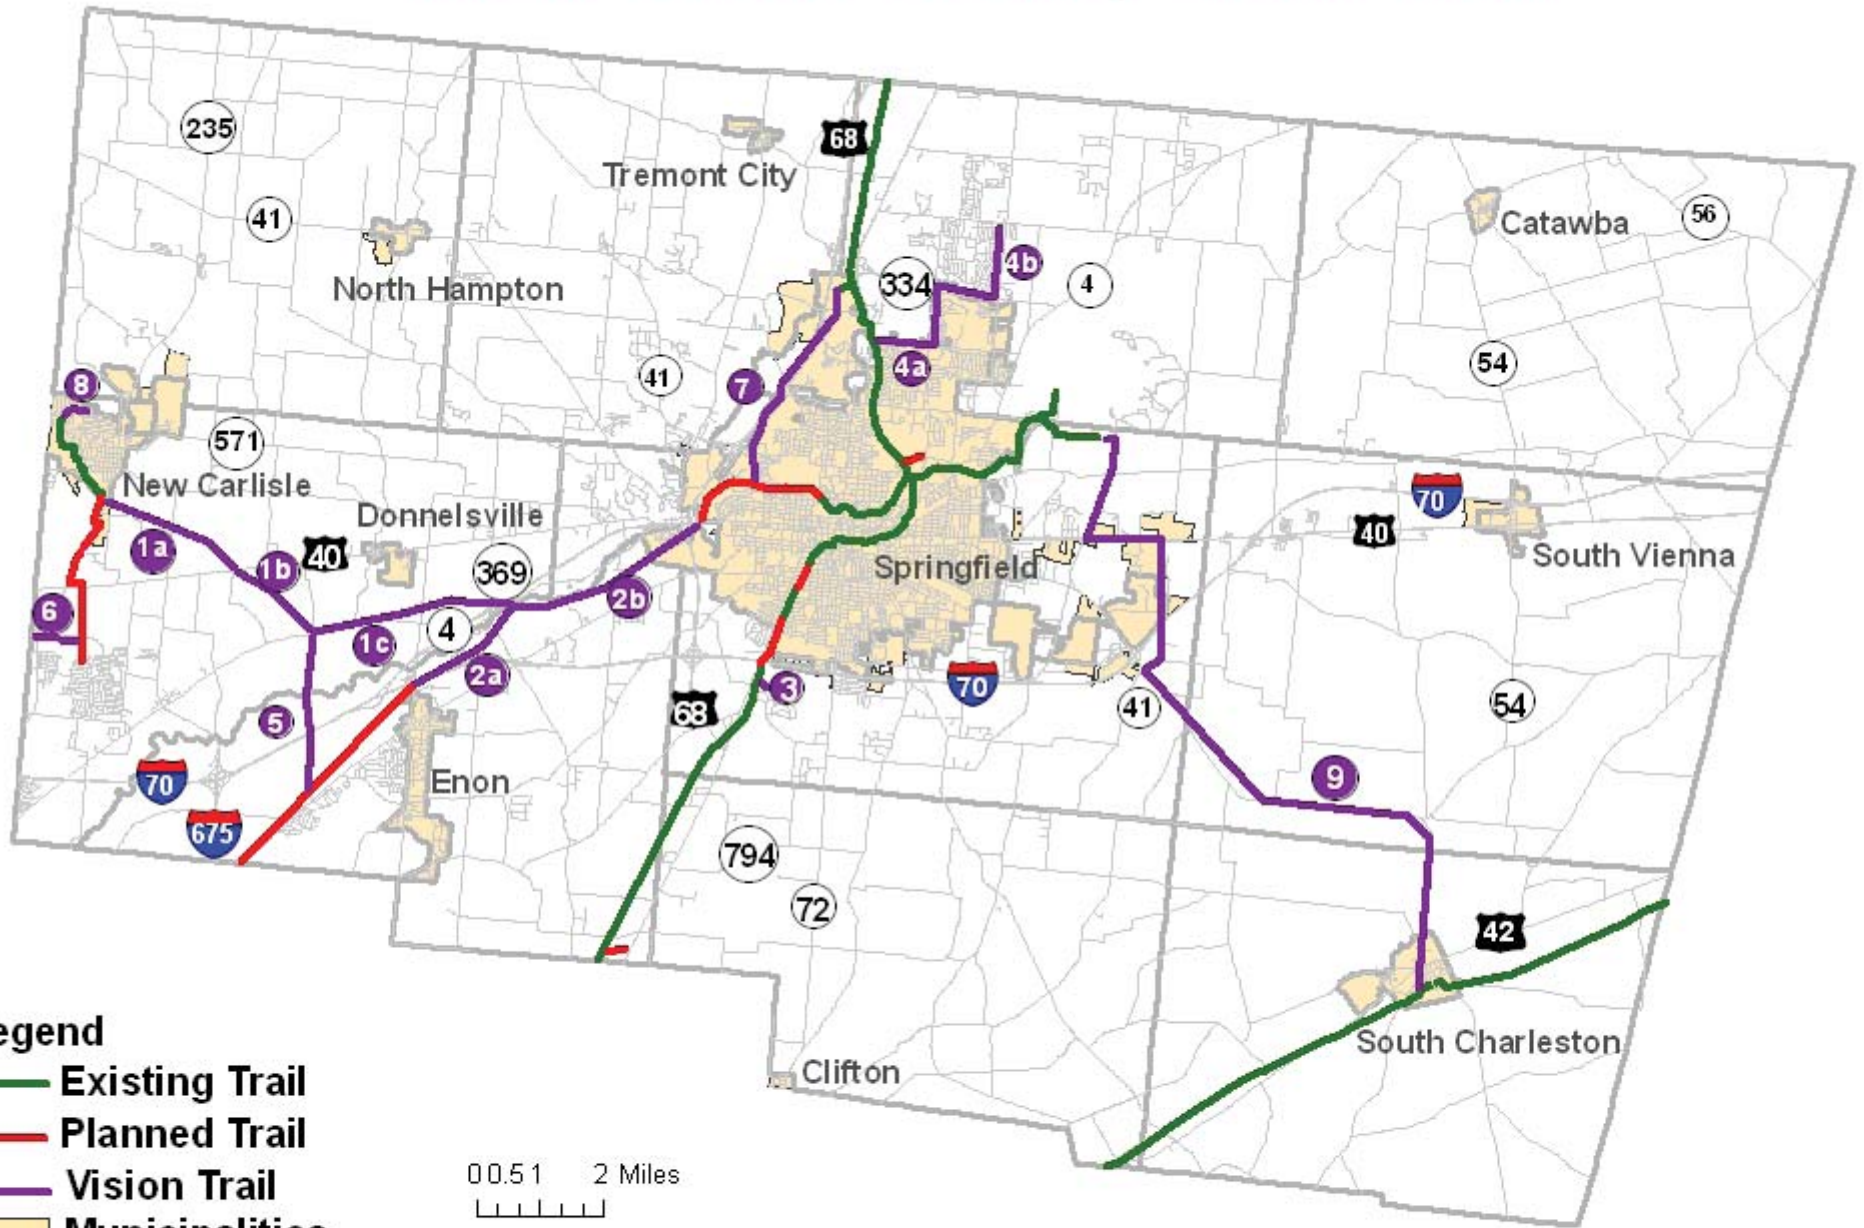 235
68
Tremont City
41
Catawba
56
North Hampton
334
4b
4
41
7
4a
54
8
571
New Carlisle
70
Donnelsville
40
40
South Vienna
1a
1b
369
Springfield
2b
6
4
1c
2a
3
70
68
41
54
5
70
Enon
9
675
794
72
42
South Charleston
Clifton
egend
Existing Trail
Planned Trail
Vision Trail
Municipalities
0 0.5 1 2 Miles